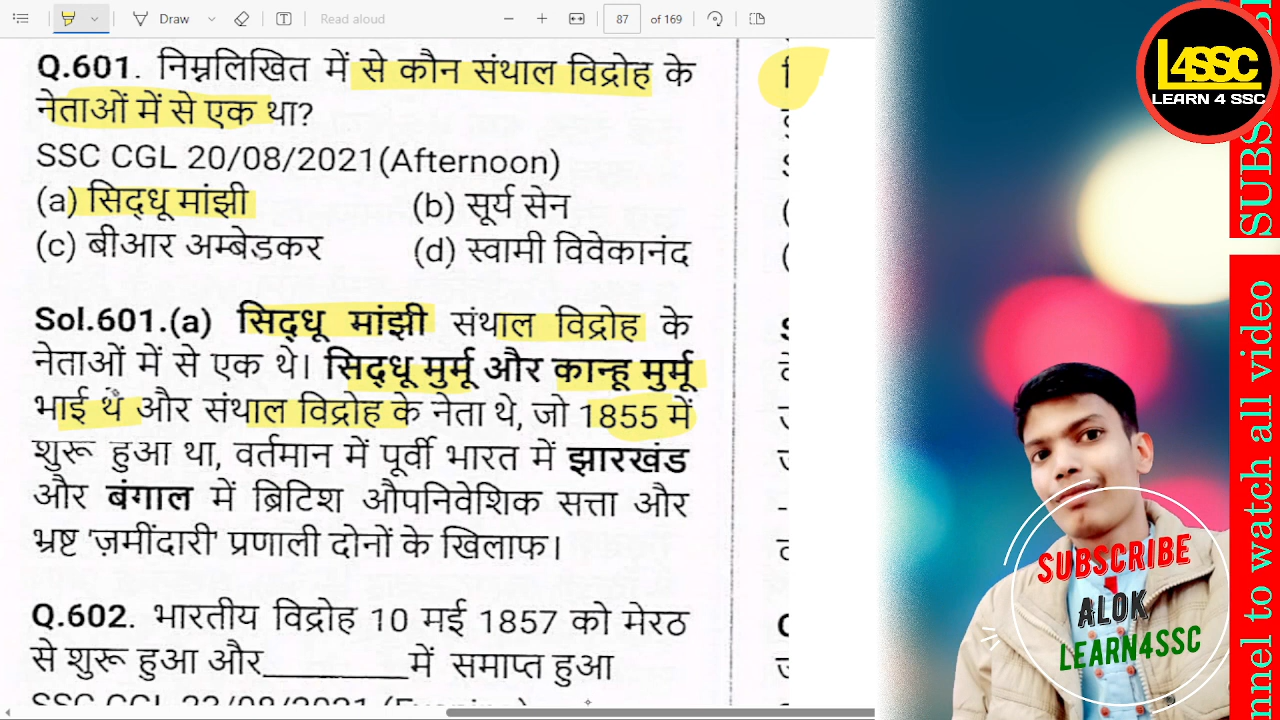 Draw
Read aloud
87
of 169
Q.601. निम्नलिखित में से कौन संथाल विद्रोह के
नेताओं में से एक था?
SSC CGL 20/08/2021(Afternoon)
(a) सिद्धू मांझी (b) सूर्य सेन
(c) बीआर अम्बेडकर (d) स्वामी विवेकानंद
Sol.601.(a) सिद्धू मांझी संथाल विद्रोह के
नेताओं में से एक थे। सिद्धू मुर्मू और कान्हू मुर्मू
भाई थे और संथाल विद्रोह के नेता थे, जो 1855 में
शुरू हुआ था, वर्तमान में पूर्वी भारत में झारखंड
और बंगाल में ब्रिटिश औपनिवेशिक सत्ता और
भ्रष्ट 'ज़मींदारी' प्रणाली दोनों के खिलाफ।
Q.602. भारतीय विद्रोह 10 मई 1857 को मेरठ
से शुरू हुआ और_________में समाप्त हुआ
L4SSC
LEARN 4 SSC
SUBS
nnel to watch all video
SUBSCRIBE
ALOK
LEARN4SSC